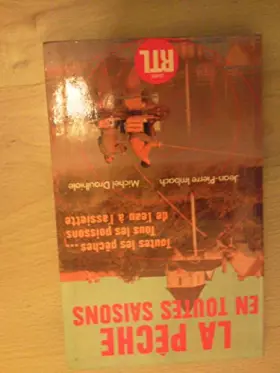 LA PÊCHE
EN TOUTES SAISONS
Toutes les pêches...
Tous les poissons
de l'eau à l'assiette
Jean-Pierre Imbach
Michel Drauhiole
RTL